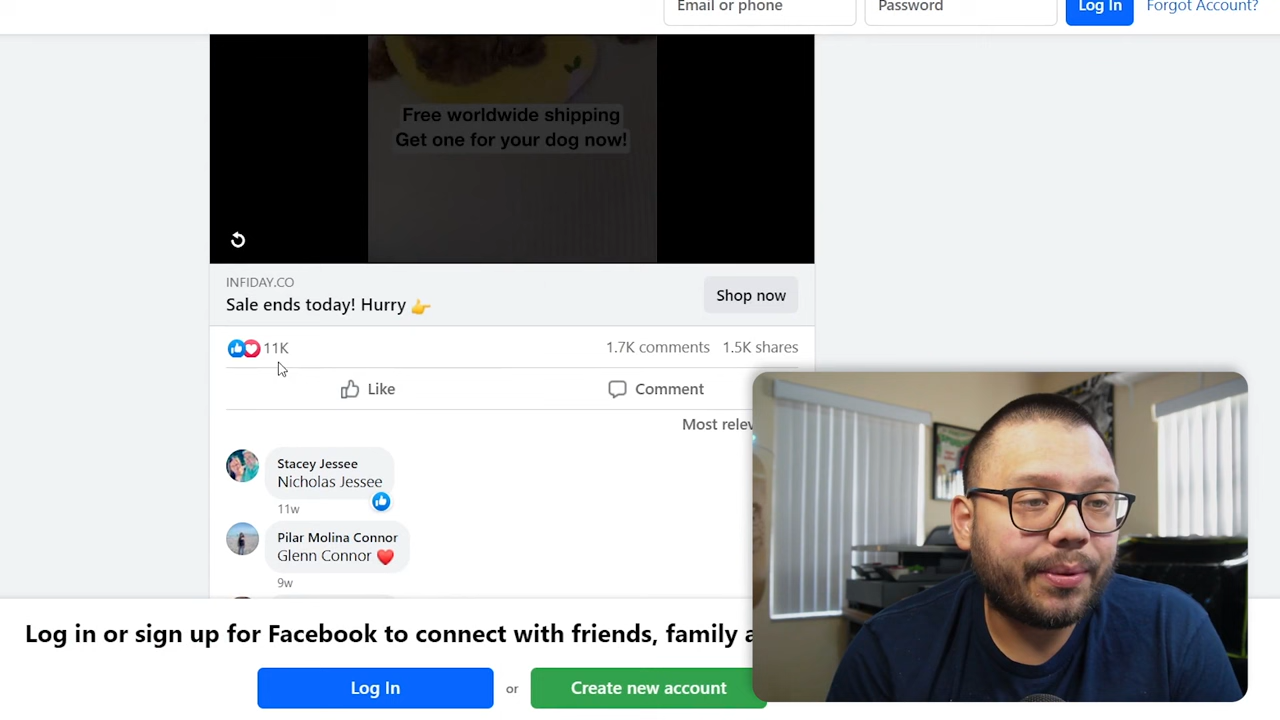 Email or phone
Password
Log In
Forgot Account?
Free worldwide shipping
Get one for your dog now!
INFIDAY.CO
Sale ends today! Hurry 👉
Shop now
11K
1.7K comments
1.5K shares
Like
Comment
Most relev
Stacey Jessee
Nicholas Jessee
11w
Pilar Molina Connor
Glenn Connor ❤️
9w
Log in or sign up for Facebook to connect with friends, family a
Log In
or
Create new account